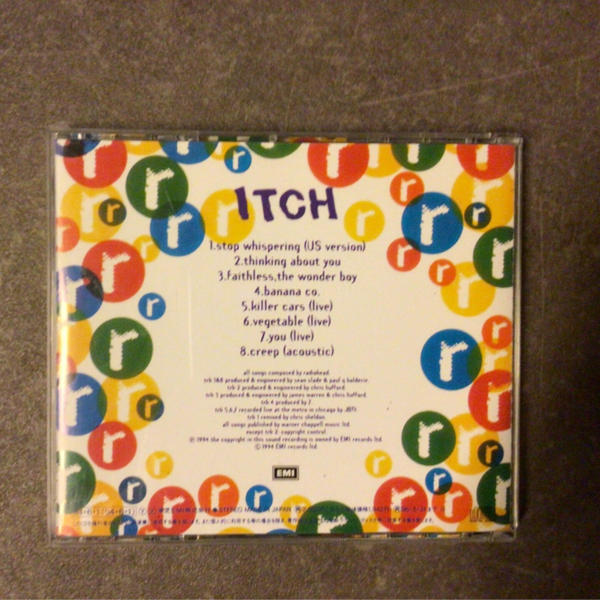 ITCH
1.stop whispering (US version)
2.thinking about you
3.faithless,the wonder boy
4.banana co.
5.killer cars (live)
6.vegetable (live)
7.you (live)
8.creep (acoustic)
all songs composed by radiohead.
trk 1&8 produced & engineered by sean slade & paul q kolderie.
trk 2 produced & engineered by chris hufford.
trk 3 produced & engineered by james warren & chris hufford.
trk 4 produced by ?.
trk 5,6,7 recorded live at the metro in chicago by JBTV.
trk 1 remixed by chris sheldon.
all songs published by warner chappell music ltd.
except trk 2 copyright control.
℗ 1994 the copyright in this sound recording is owned by EMI records ltd.
© 1994 EMI records ltd.
EMI
STEREO MADE IN JAPAN